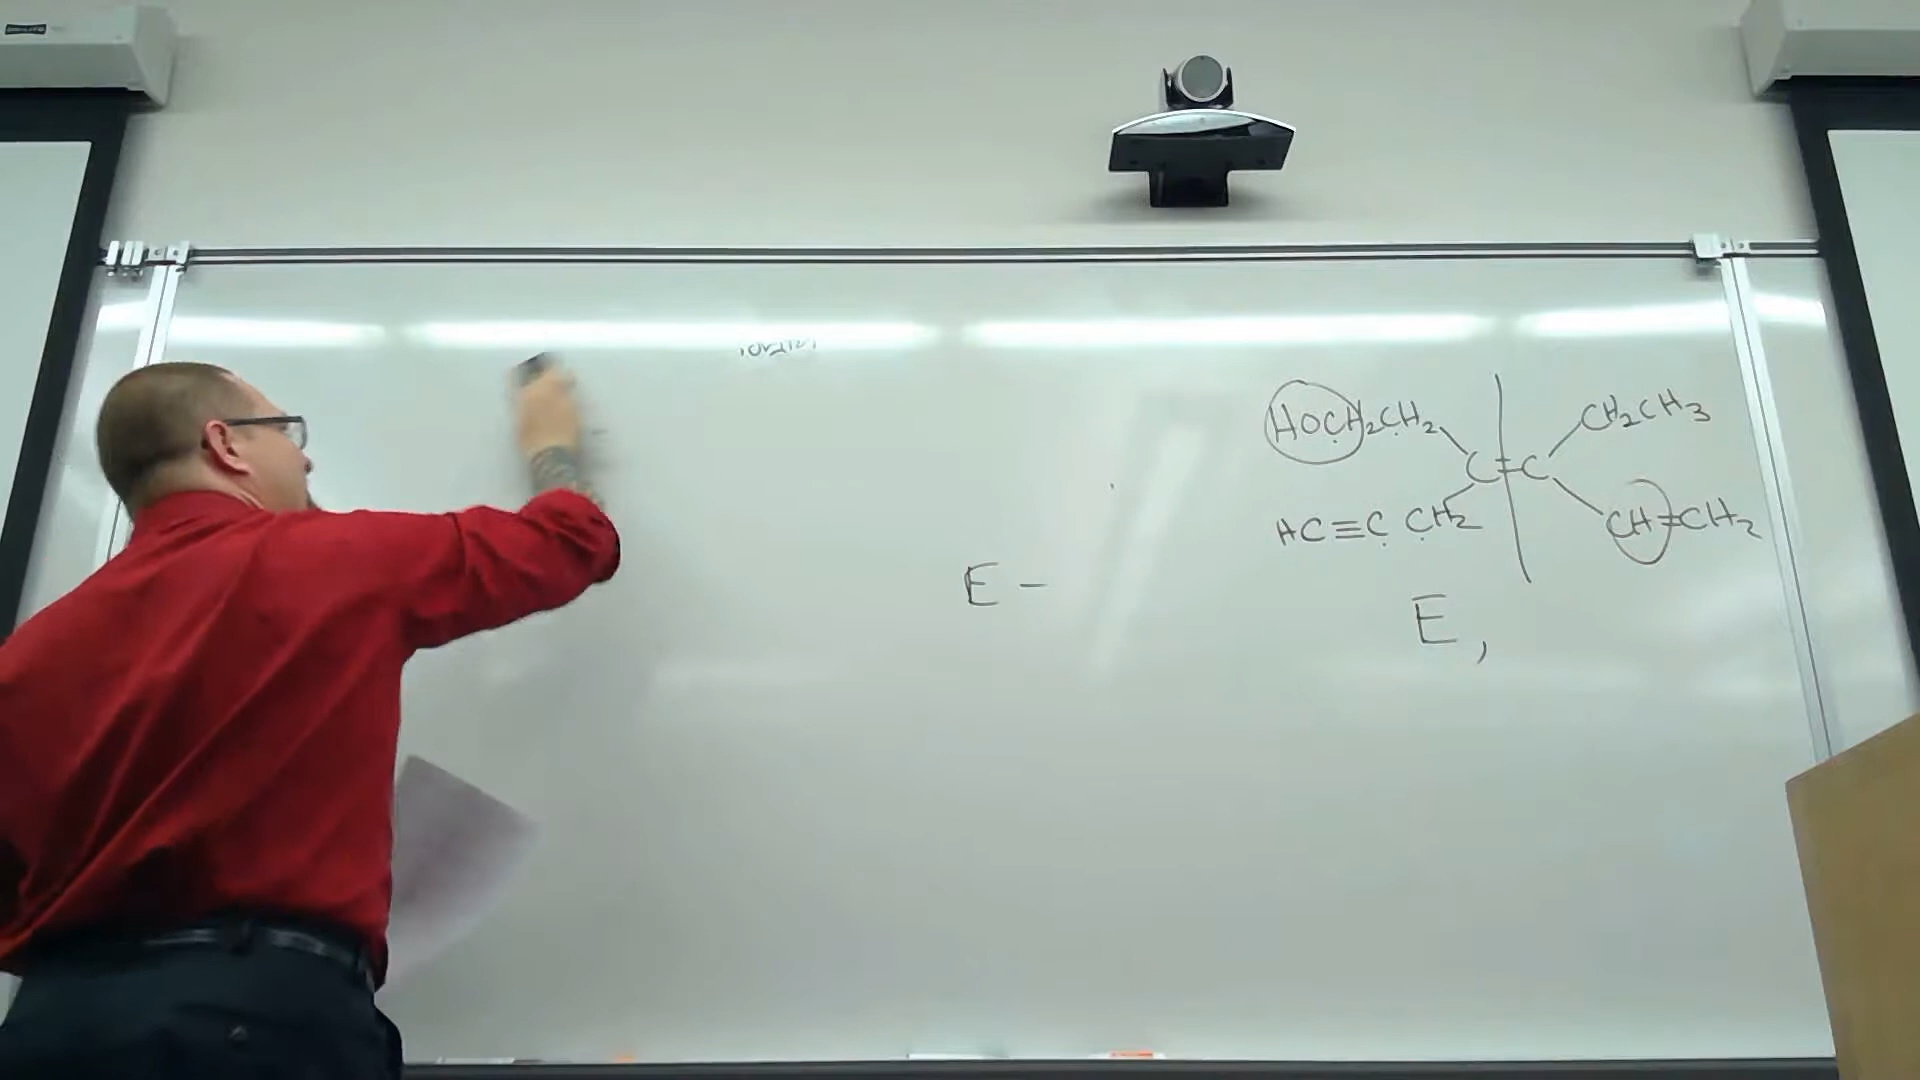 HOCH₂CH₂ CH₂CH₃
C=C
HC≡C CH₂ CH=CH₂
E –
E ,